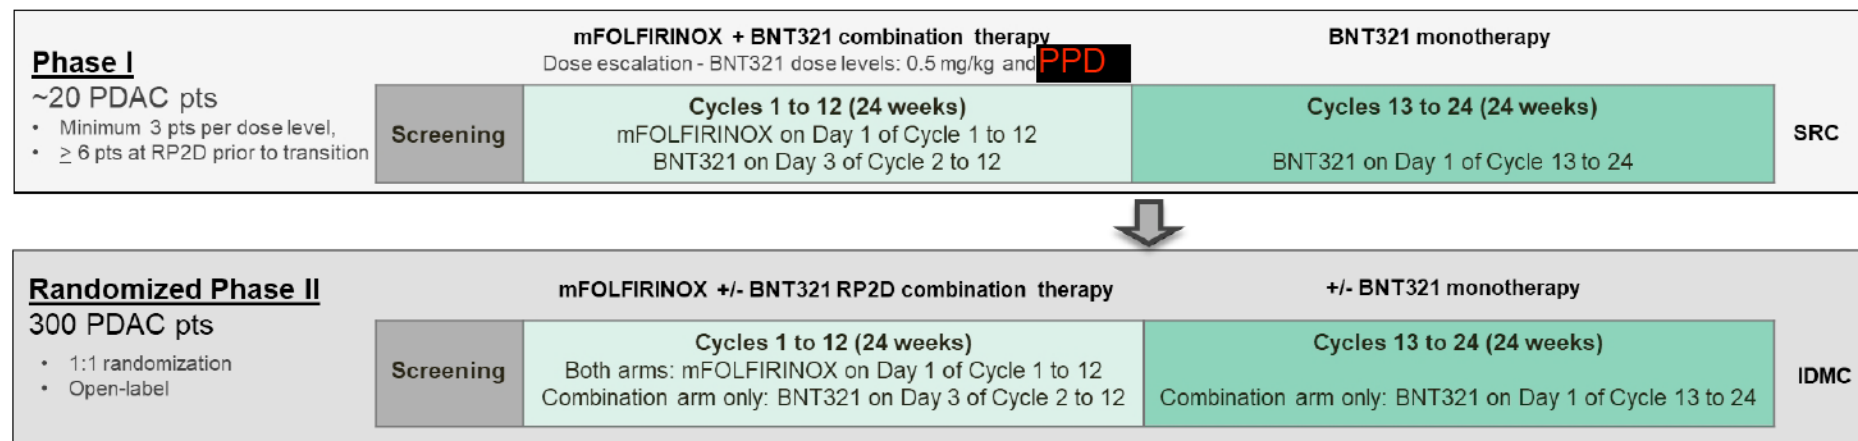 Phase I
~20 PDAC pts
• Minimum 3 pts per dose level,
• ≥ 6 pts at RP2D prior to transition
mFOLFIRINOX + BNT321 combination therapy
Dose escalation - BNT321 dose levels: 0.5 mg/kg and PPD
BNT321 monotherapy
Screening
Cycles 1 to 12 (24 weeks)
mFOLFIRINOX on Day 1 of Cycle 1 to 12
BNT321 on Day 3 of Cycle 2 to 12
Cycles 13 to 24 (24 weeks)
BNT321 on Day 1 of Cycle 13 to 24
SRC
Randomized Phase II
300 PDAC pts
• 1:1 randomization
• Open-label
mFOLFIRINOX +/- BNT321 RP2D combination therapy
+/- BNT321 monotherapy
Screening
Cycles 1 to 12 (24 weeks)
Both arms: mFOLFIRINOX on Day 1 of Cycle 1 to 12
Combination arm only: BNT321 on Day 3 of Cycle 2 to 12
Cycles 13 to 24 (24 weeks)
Combination arm only: BNT321 on Day 1 of Cycle 13 to 24
IDMC